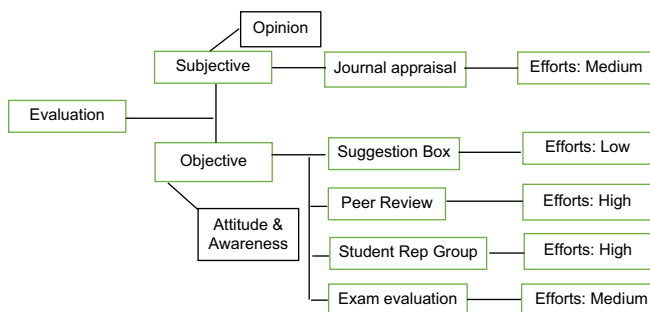 Opinion
Subjective
Journal appraisal
Efforts: Medium
Evaluation
Objective
Suggestion Box
Efforts: Low
Peer Review
Efforts: High
Attitude &
Awareness
Student Rep Group
Efforts: High
Exam evaluation
Efforts: Medium